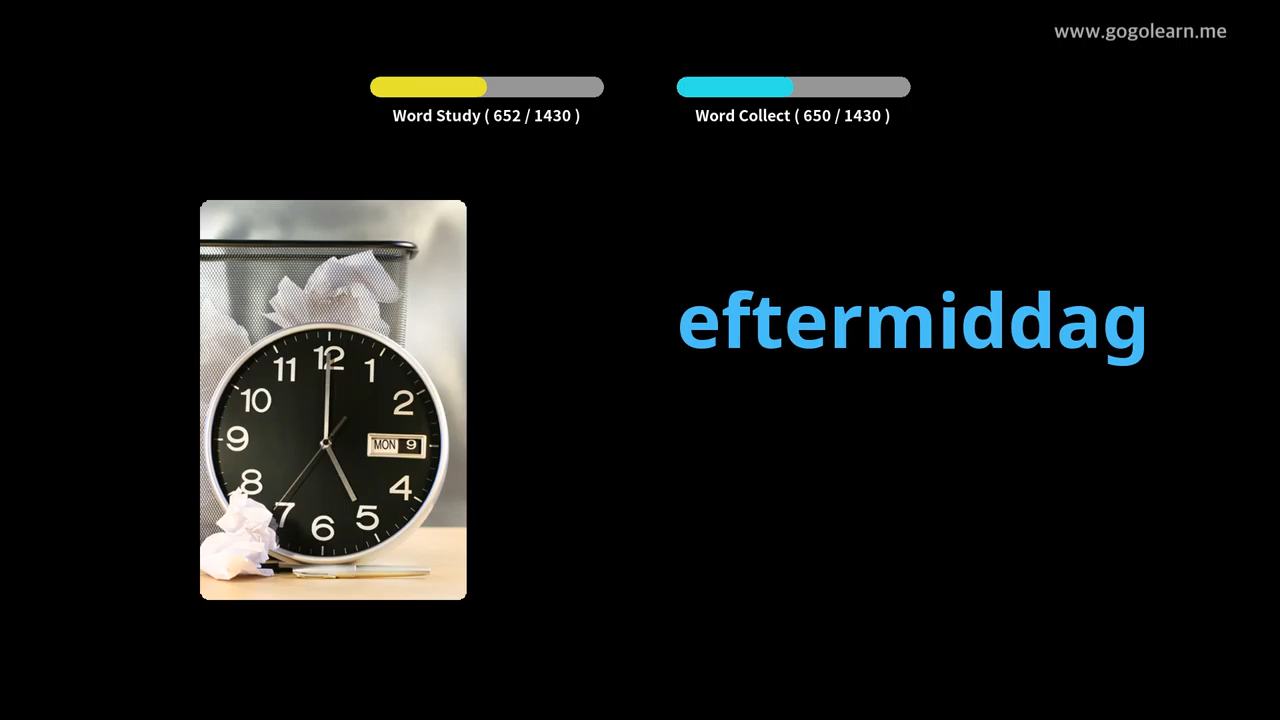 www.gogolearn.me
Word Study ( 652 / 1430 )
Word Collect ( 650 / 1430 )
eftermiddag
12
11
1
10
2
9
MON 9
8
4
7
5
6